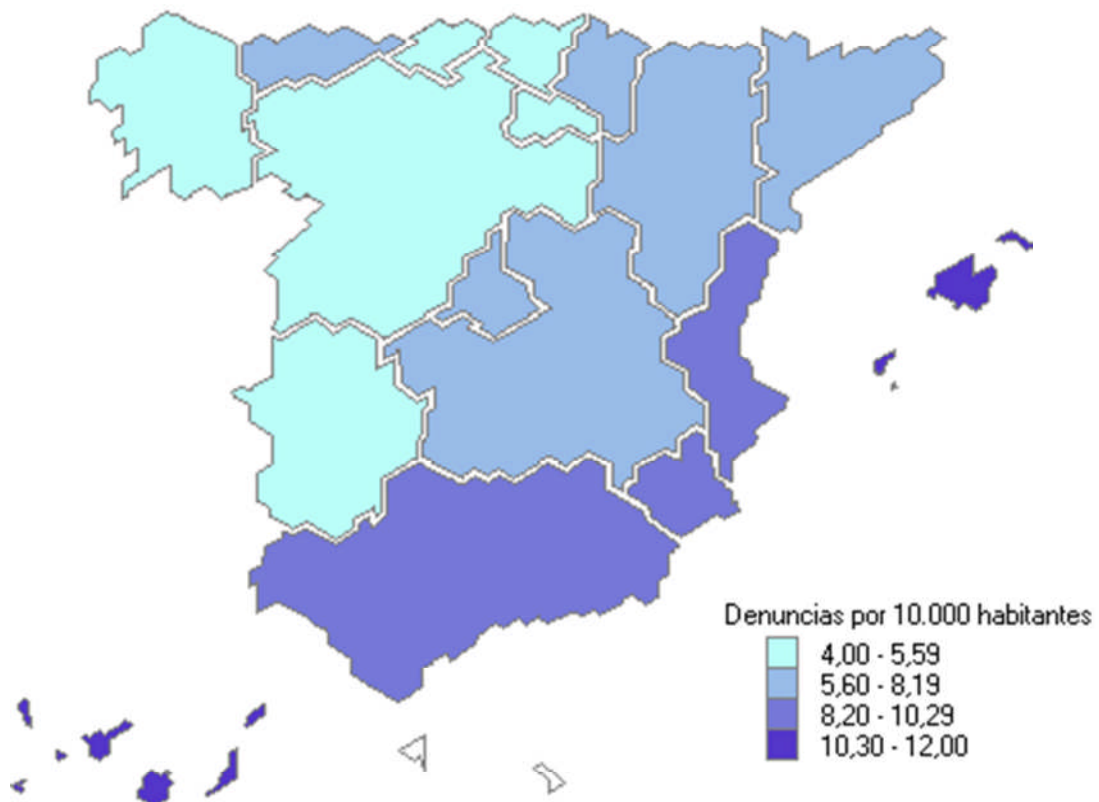 Denuncias por 10.000 habitantes
4,00 - 5,59
5,60 - 8,19
8,20 - 10,29
10,30 - 12,00